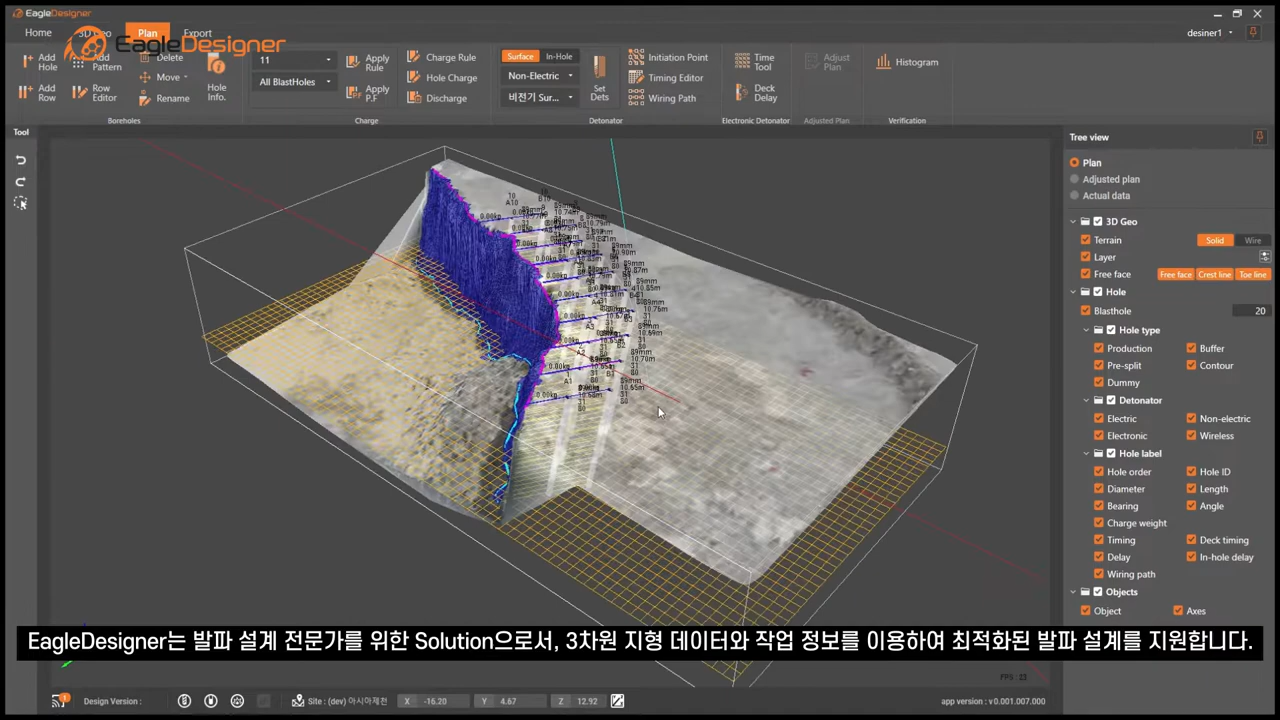 EagleDesigner
Home
3D Geo
Plan
Export
EagleDesigner
desiner1
Add Hole
Add Pattern
Delete
Move
Add Row
Row Editor
Rename
Hole Info.
Boreholes
11
All BlastHoles
Apply Rule
Apply P.F
Charge Rule
Hole Charge
Discharge
Charge
Surface
In-Hole
Non-Electric
비전기 Sur...
Set Dets
Initiation Point
Timing Editor
Wiring Path
Detonator
Time Tool
Deck Delay
Electronic Detonator
Adjust Plan
Adjusted Plan
Histogram
Verification
Tool
Tree view
Plan
Adjusted plan
Actual data
3D Geo
Terrain
Solid
Wire
Layer
Free face
Free face
Crest line
Toe line
Hole
Blasthole
20
Hole type
Production
Buffer
Pre-split
Contour
Dummy
Detonator
Electric
Non-electric
Electronic
Wireless
Hole label
Hole order
Hole ID
Diameter
Length
Bearing
Angle
Charge weight
Timing
Deck timing
Delay
In-hole delay
Wiring path
Objects
Object
Axes
EagleDesigner는 발파 설계 전문가를 위한 Solution으로서, 3차원 지형 데이터와 작업 정보를 이용하여 최적화된 발파 설계를 지원합니다.
FPS : 23
1
Design Version :
Site : (dev) 아시아제천
X -16.20
Y 4.67
Z 12.92
app version : v0.001.007.000